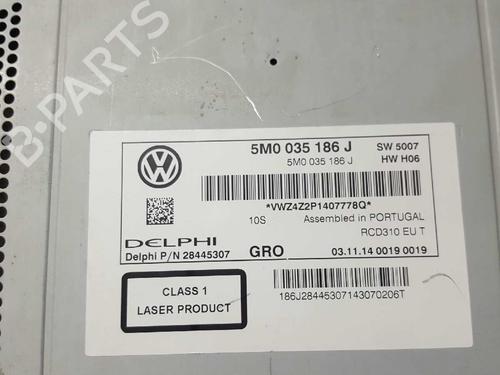 B-PARTS
5M0 035 186 J
SW 5007
5M0 035 186 J
HW H06
*VWZ4Z2P1407778Q*
10S
Assembled in PORTUGAL
RCD310 EU T
DELPHI
Delphi P/N 28445307
GRO
03.11.14 0019 0019
CLASS 1
LASER PRODUCT
186J28445307143070206T